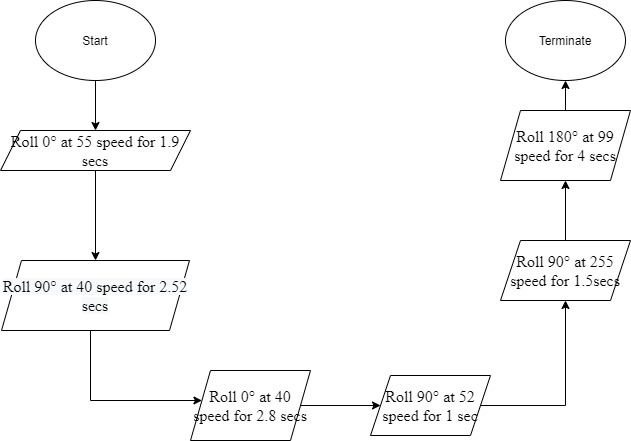 Start
Roll 0° at 55 speed for 1.9
secs
Roll 90° at 40 speed for 2.52
secs
Roll 0° at 40
speed for 2.8 secs
Roll 90° at 52
speed for 1 sec
Roll 90° at 255
speed for 1.5secs
Roll 180° at 99
speed for 4 secs
Terminate